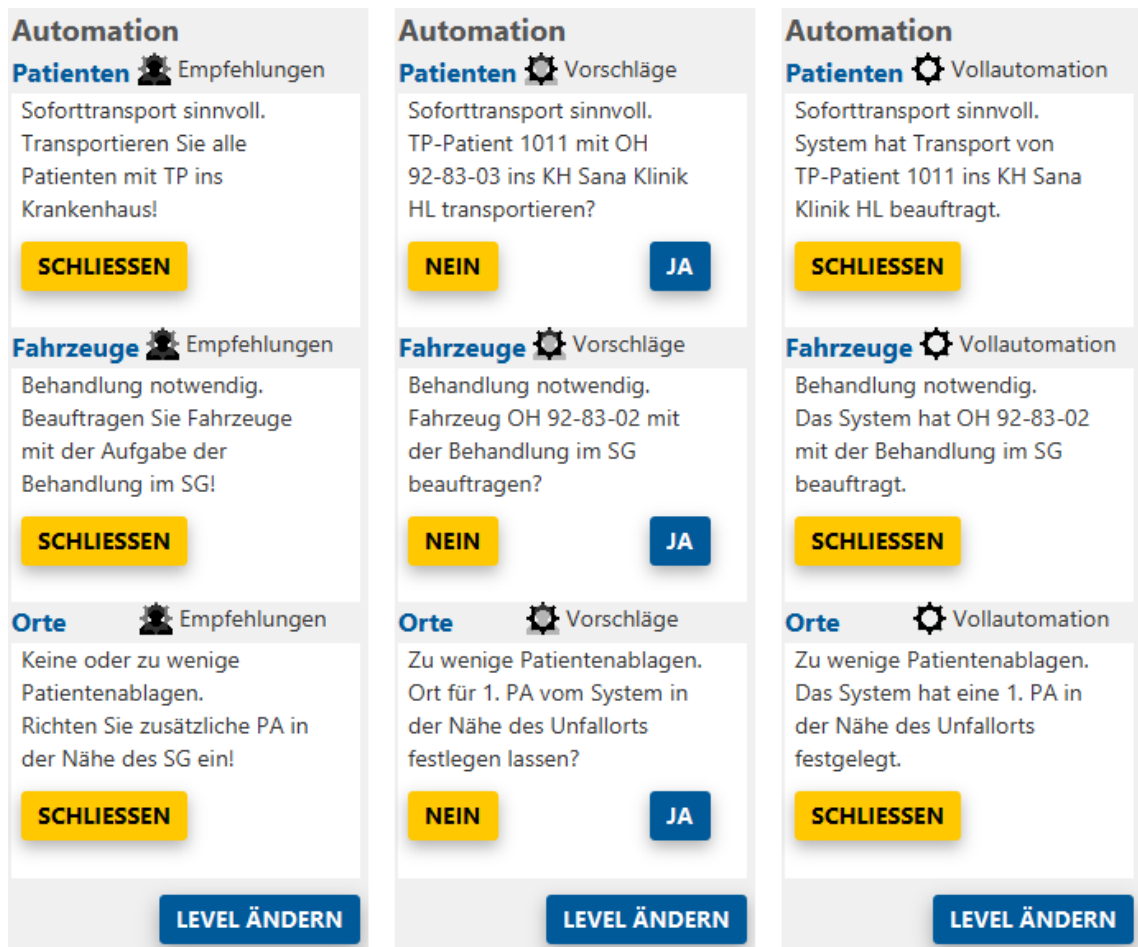 Automation
Patienten Empfehlungen
Soforttransport sinnvoll.
Transportieren Sie alle
Patienten mit TP ins
Krankenhaus!
SCHLIESSEN
Fahrzeuge Empfehlungen
Behandlung notwendig.
Beauftragen Sie Fahrzeuge
mit der Aufgabe der
Behandlung im SG!
SCHLIESSEN
Orte Empfehlungen
Keine oder zu wenige
Patientenablagen.
Richten Sie zusätzliche PA in
der Nähe des SG ein!
SCHLIESSEN
LEVEL ÄNDERN
Automation
Patienten Vorschläge
Soforttransport sinnvoll.
TP-Patient 1011 mit OH
92-83-03 ins KH Sana Klinik
HL transportieren?
NEIN JA
Fahrzeuge Vorschläge
Behandlung notwendig.
Fahrzeug OH 92-83-02 mit
der Behandlung im SG
beauftragen?
NEIN JA
Orte Vorschläge
Zu wenige Patientenablagen.
Ort für 1. PA vom System in
der Nähe des Unfallorts
festlegen lassen?
NEIN JA
LEVEL ÄNDERN
Automation
Patienten Vollautomation
Soforttransport sinnvoll.
System hat Transport von
TP-Patient 1011 ins KH Sana
Klinik HL beauftragt.
SCHLIESSEN
Fahrzeuge Vollautomation
Behandlung notwendig.
Das System hat OH 92-83-02
mit der Behandlung im SG
beauftragt.
SCHLIESSEN
Orte Vollautomation
Zu wenige Patientenablagen.
Das System hat eine 1. PA in
der Nähe des Unfallorts
festgelegt.
SCHLIESSEN
LEVEL ÄNDERN